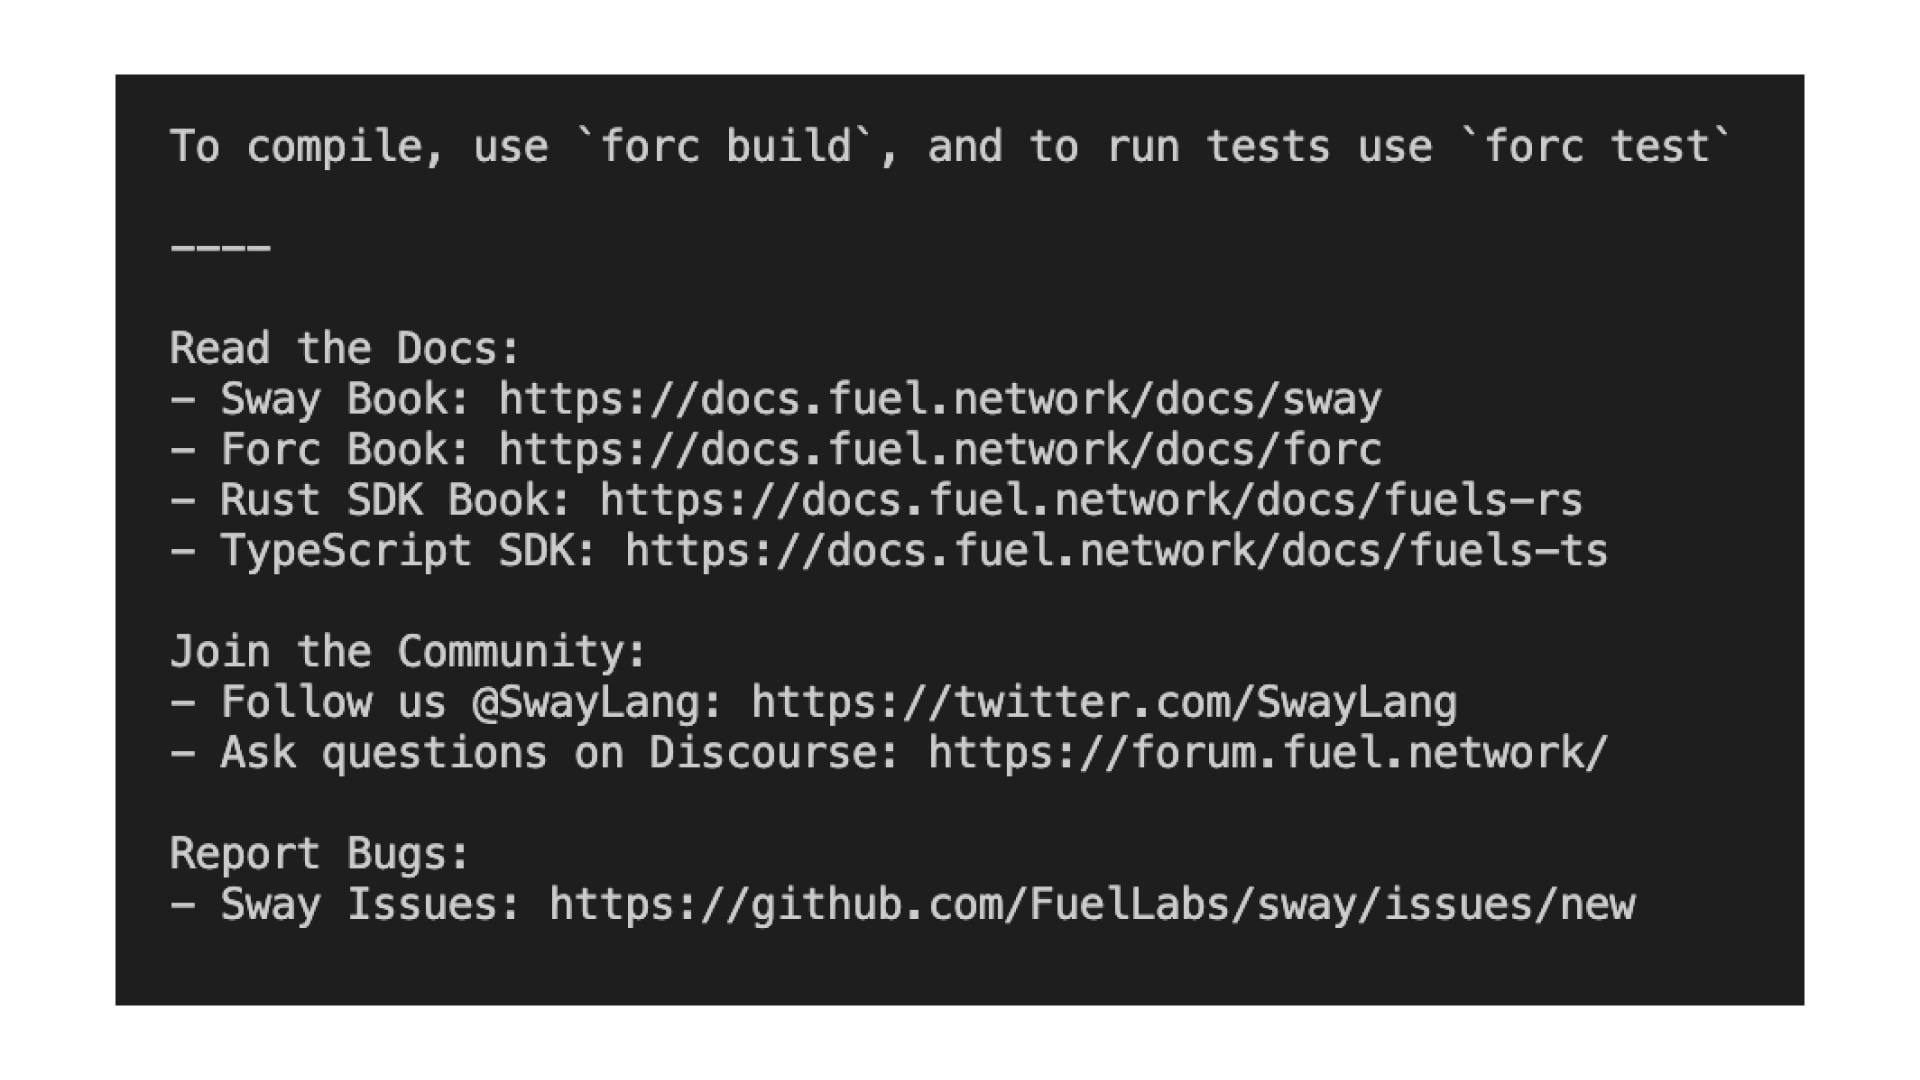 To compile, use `forc build`, and to run tests use `forc test`
----
Read the Docs:
- Sway Book: https://docs.fuel.network/docs/sway
- Forc Book: https://docs.fuel.network/docs/forc
- Rust SDK Book: https://docs.fuel.network/docs/fuels-rs
- TypeScript SDK: https://docs.fuel.network/docs/fuels-ts
Join the Community:
- Follow us @SwayLang: https://twitter.com/SwayLang
- Ask questions on Discourse: https://forum.fuel.network/
Report Bugs:
- Sway Issues: https://github.com/FuelLabs/sway/issues/new